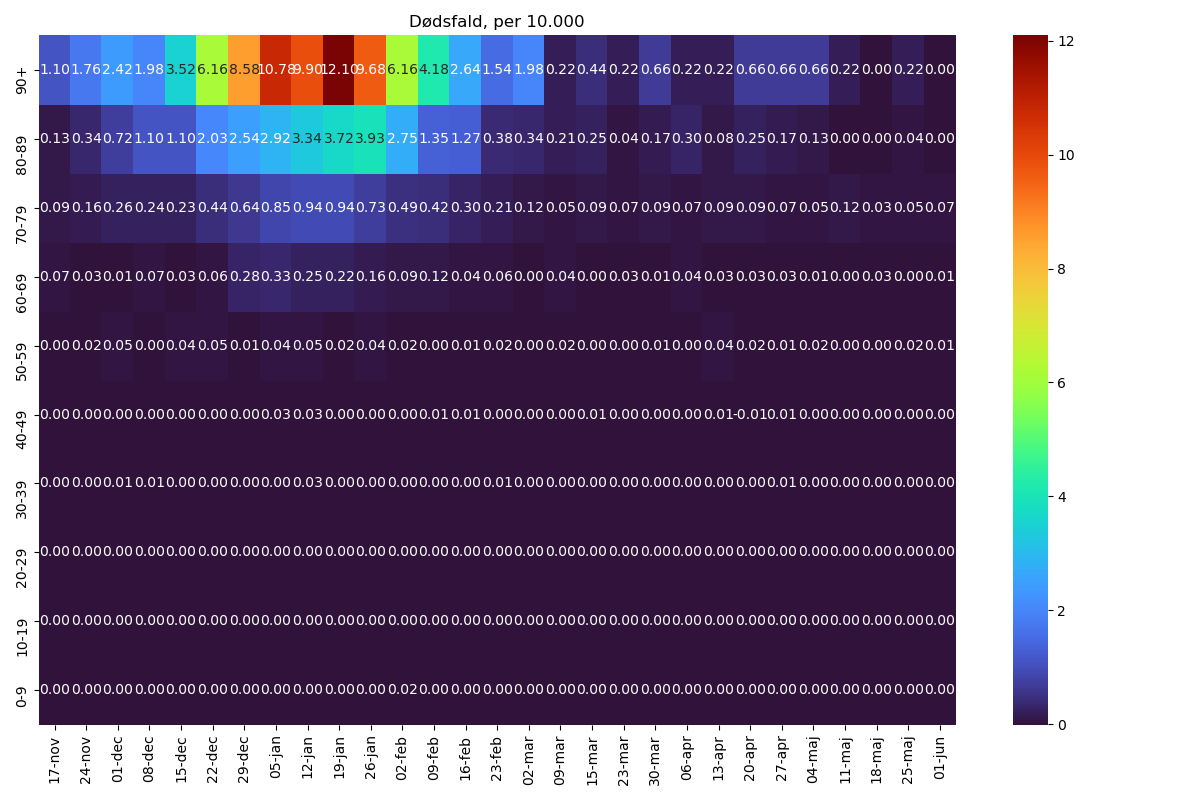 Dødsfald, per 10.000
90+ 1.10 1.76 2.42 1.98 3.52 6.16 8.58 10.78 9.90 12.10 9.68 6.16 4.18 2.64 1.54 1.98 0.22 0.44 0.22 0.66 0.22 0.22 0.66 0.66 0.66 0.22 0.00 0.22 0.00
80-89 0.13 0.34 0.72 1.10 1.10 2.03 2.54 2.92 3.34 3.72 3.93 2.75 1.35 1.27 0.38 0.34 0.21 0.25 0.04 0.17 0.30 0.08 0.25 0.17 0.13 0.00 0.00 0.04 0.00
70-79 0.09 0.16 0.26 0.24 0.23 0.44 0.64 0.85 0.94 0.94 0.73 0.49 0.42 0.30 0.21 0.12 0.05 0.09 0.07 0.09 0.07 0.09 0.09 0.07 0.05 0.12 0.03 0.05 0.07
60-69 0.07 0.03 0.01 0.07 0.03 0.06 0.28 0.33 0.25 0.22 0.16 0.09 0.12 0.04 0.06 0.00 0.04 0.00 0.03 0.01 0.04 0.03 0.03 0.03 0.01 0.00 0.03 0.00 0.01
50-59 0.00 0.02 0.05 0.00 0.04 0.05 0.01 0.04 0.05 0.02 0.04 0.02 0.00 0.01 0.02 0.00 0.02 0.00 0.00 0.01 0.00 0.04 0.02 0.01 0.02 0.00 0.00 0.02 0.01
40-49 0.00 0.00 0.00 0.00 0.00 0.00 0.00 0.03 0.03 0.00 0.00 0.00 0.01 0.01 0.00 0.00 0.00 0.01 0.00 0.00 0.00 0.01 -0.01 0.01 0.00 0.00 0.00 0.00 0.00
30-39 0.00 0.00 0.01 0.01 0.00 0.00 0.00 0.00 0.03 0.00 0.00 0.00 0.00 0.00 0.01 0.00 0.00 0.00 0.00 0.00 0.00 0.00 0.00 0.01 0.00 0.00 0.00 0.00 0.00
20-29 0.00 0.00 0.00 0.00 0.00 0.00 0.00 0.00 0.00 0.00 0.00 0.00 0.00 0.00 0.00 0.00 0.00 0.00 0.00 0.00 0.00 0.00 0.00 0.00 0.00 0.00 0.00 0.00 0.00
10-19 0.00 0.00 0.00 0.00 0.00 0.00 0.00 0.00 0.00 0.00 0.00 0.00 0.00 0.00 0.00 0.00 0.00 0.00 0.00 0.00 0.00 0.00 0.00 0.00 0.00 0.00 0.00 0.00 0.00
0-9 0.00 0.00 0.00 0.00 0.00 0.00 0.00 0.00 0.00 0.00 0.00 0.02 0.00 0.00 0.00 0.00 0.00 0.00 0.00 0.00 0.00 0.00 0.00 0.00 0.00 0.00 0.00 0.00 0.00
17-nov 24-nov 01-dec 08-dec 15-dec 22-dec 29-dec 05-jan 12-jan 19-jan 26-jan 02-feb 09-feb 16-feb 23-feb 02-mar 09-mar 15-mar 23-mar 30-mar 06-apr 13-apr 20-apr 27-apr 04-maj 11-maj 18-maj 25-maj 01-jun
12
10
8
6
4
2
0